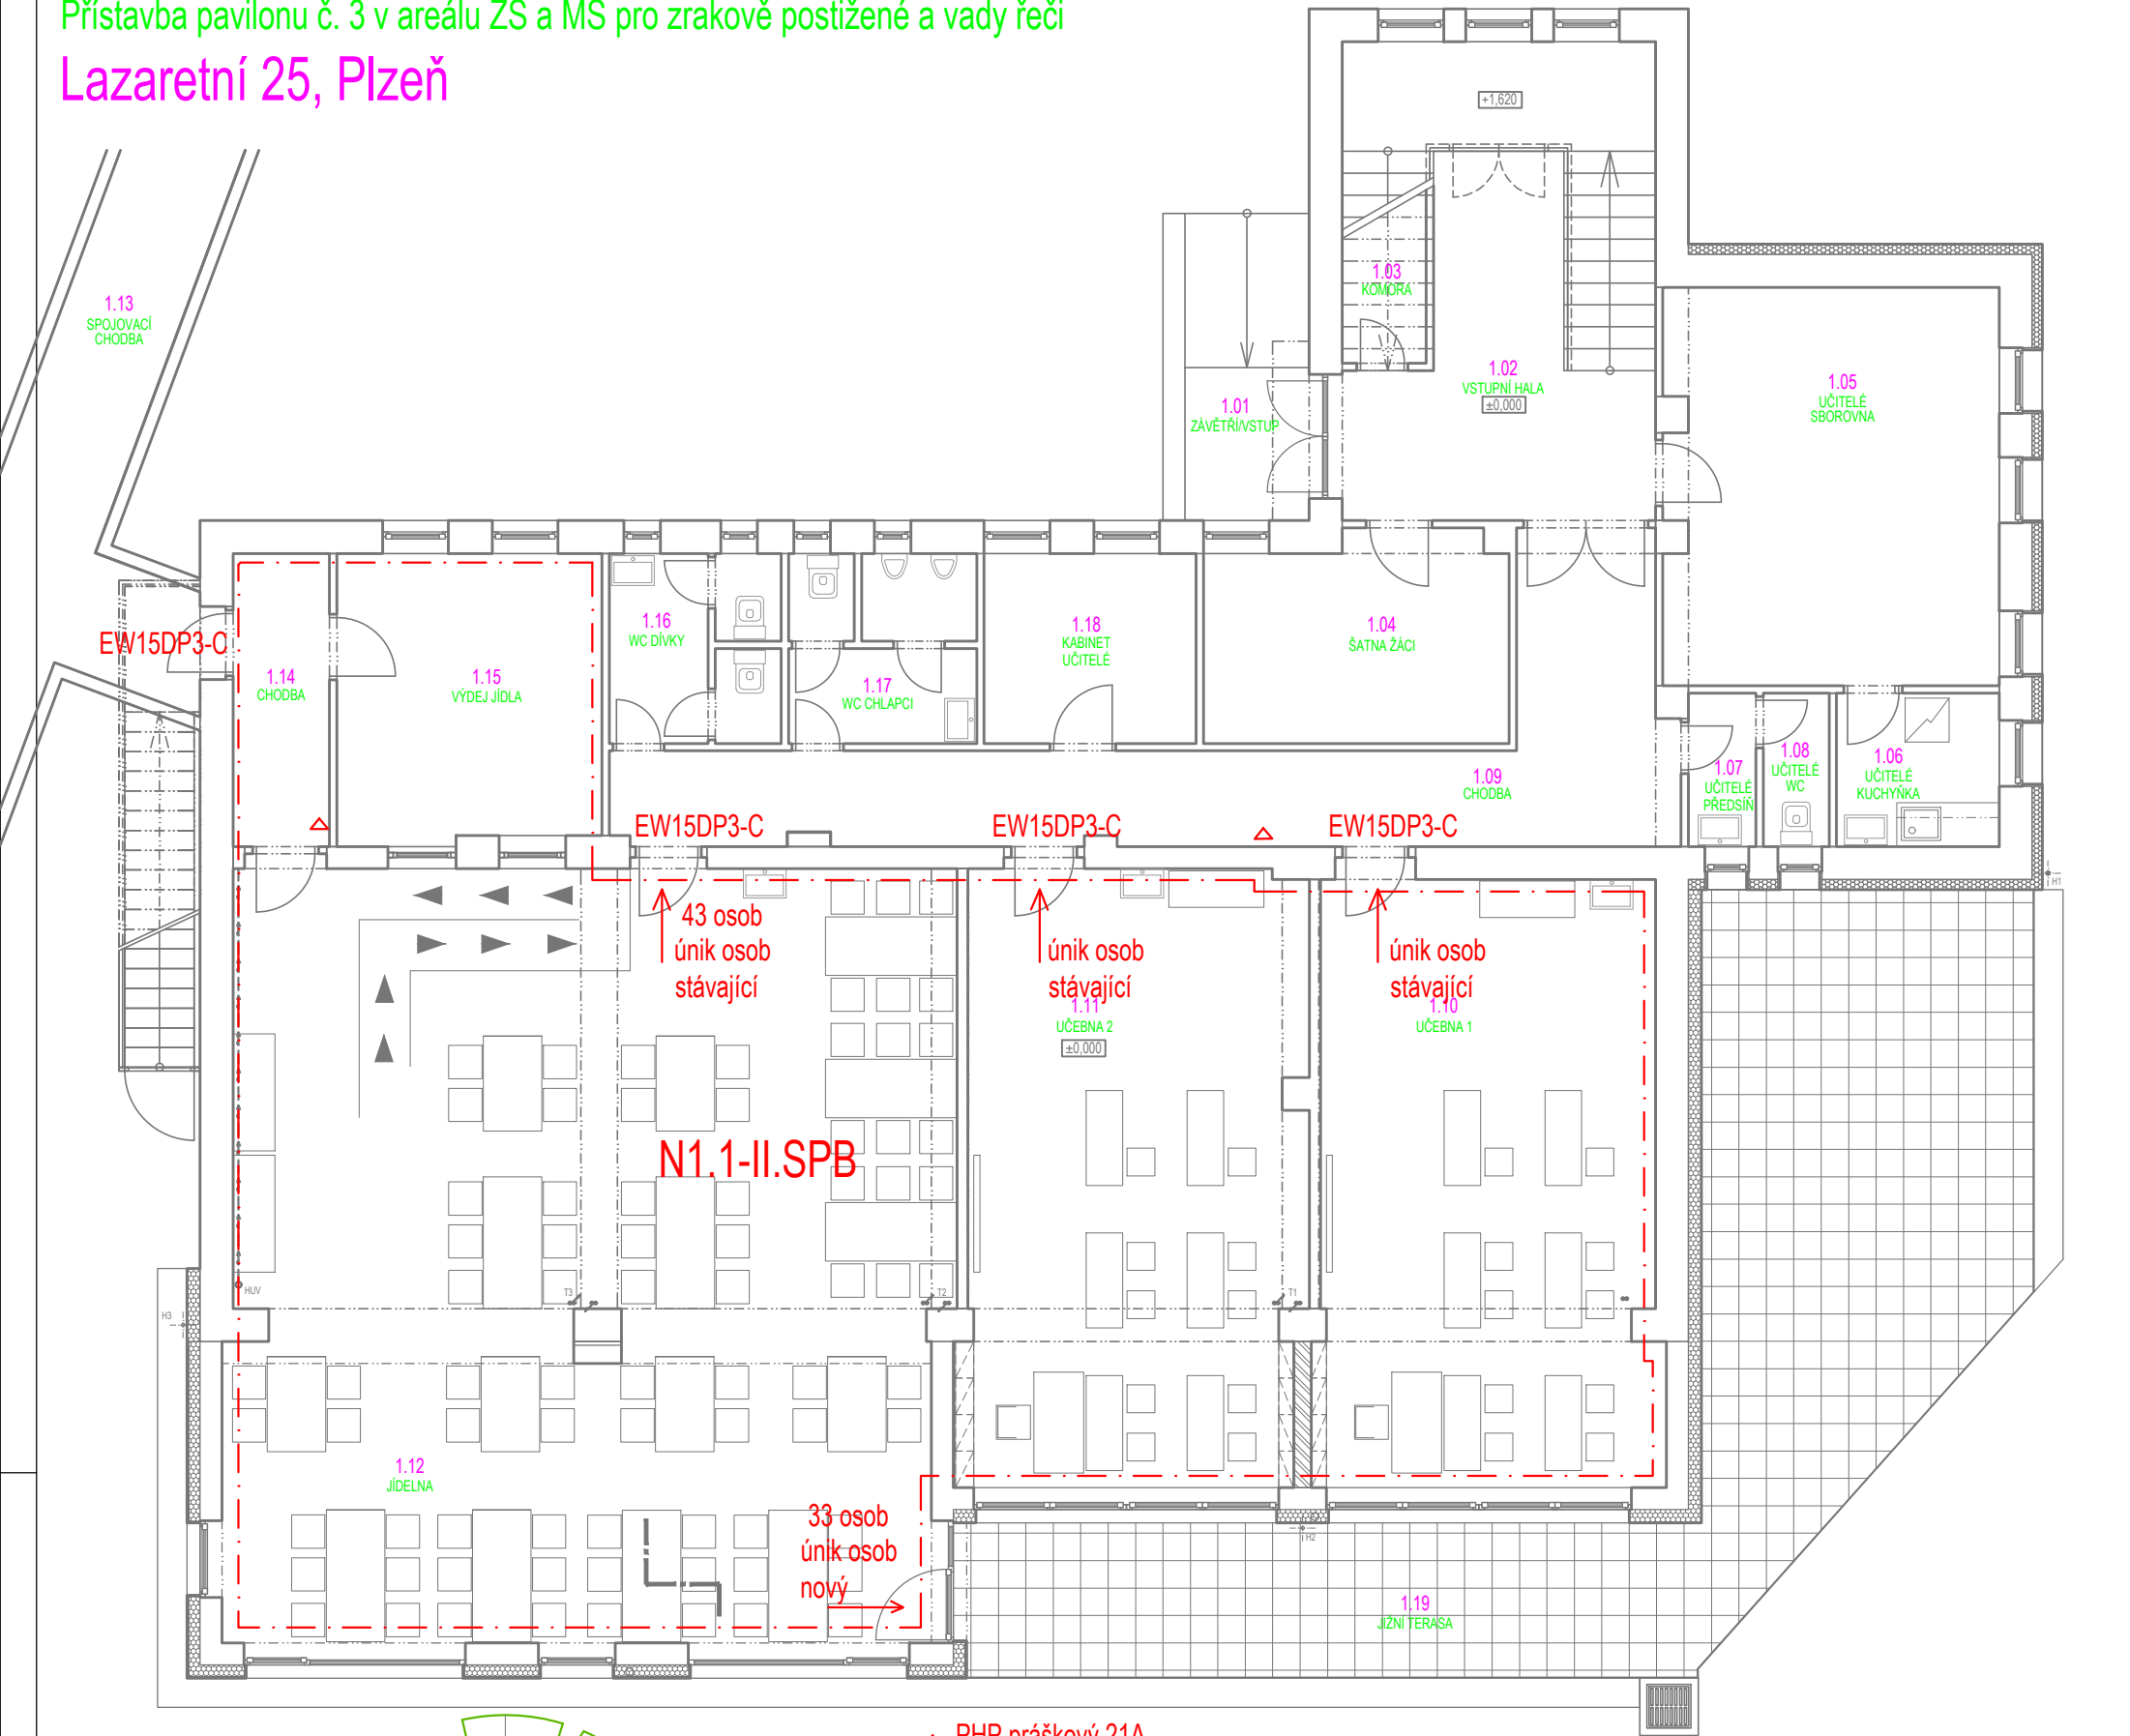 Přístavba pavilonu č. 3 v areálu ZŠ a MŠ pro zrakově postižené a vady řeči
Lazaretní 25, Plzeň
+1,620
1.13
SPOJOVACÍ
CHODBA
1.03
KOMORA
1.02
VSTUPNÍ HALA
±0,000
1.01
ZÁVĚTŘÍ/VSTUP
1.05
UČITELÉ
SBOROVNA
EW15DP3-C
1.14
CHODBA
1.15
VÝDEJ JÍDLA
1.16
WC DÍVKY
1.17
WC CHLAPCI
1.18
KABINET
UČITELÉ
1.04
ŠATNA ŽÁCI
1.09
CHODBA
1.07
UČITELÉ
PŘEDSÍŇ
1.08
UČITELÉ
WC
1.06
UČITELÉ
KUCHYŇKA
EW15DP3-C
EW15DP3-C
EW15DP3-C
H1
43 osob
únik osob
stávající
únik osob
stávající
únik osob
stávající
1.11
UČEBNA 2
±0,000
1.10
UČEBNA 1
N1.1-II.SPB
HUV
T3
T2
T1
H3
1.12
JÍDELNA
33 osob
únik osob
nový
H2
1.19
JIŽNÍ TERASA
PHP práškový 21A